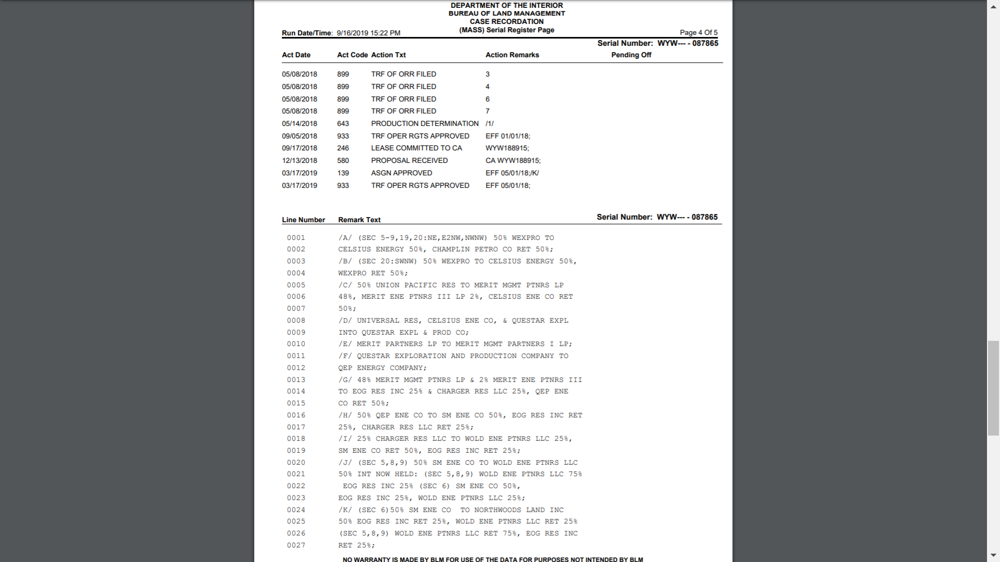 DEPARTMENT OF THE INTERIOR
BUREAU OF LAND MANAGEMENT
CASE RECORDATION
(MASS) Serial Register Page
Run Date/Time: 9/16/2019 15:22 PM
Page 4 Of 5
Serial Number: WYW--- - 087865
Act Date Act Code Action Txt Action Remarks Pending Off
05/08/2018 899 TRF OF ORR FILED 3
05/08/2018 899 TRF OF ORR FILED 4
05/08/2018 899 TRF OF ORR FILED 6
05/08/2018 899 TRF OF ORR FILED 7
05/14/2018 643 PRODUCTION DETERMINATION /1/
09/05/2018 933 TRF OPER RGTS APPROVED EFF 01/01/18;
09/17/2018 246 LEASE COMMITTED TO CA WYW188915;
12/13/2018 580 PROPOSAL RECEIVED CA WYW188915;
03/17/2019 139 ASGN APPROVED EFF 05/01/18;/K/
03/17/2019 933 TRF OPER RGTS APPROVED EFF 05/01/18;
Serial Number: WYW--- - 087865
Line Number Remark Text
0001 /A/ (SEC 5-9,19,20:NE,E2NW,NWNW) 50% WEXPRO TO
0002 CELSIUS ENERGY 50%, CHAMPLIN PETRO CO RET 50%;
0003 /B/ (SEC 20:SWNW) 50% WEXPRO TO CELSIUS ENERGY 50%,
0004 WEXPRO RET 50%;
0005 /C/ 50% UNION PACIFIC RES TO MERIT MGMT PTNRS LP
0006 48%, MERIT ENE PTNRS III LP 2%, CELSIUS ENE CO RET
0007 50%;
0008 /D/ UNIVERSAL RES, CELSIUS ENE CO, & QUESTAR EXPL
0009 INTO QUESTAR EXPL & PROD CO;
0010 /E/ MERIT PARTNERS LP TO MERIT MGMT PARTNERS I LP;
0011 /F/ QUESTAR EXPLORATION AND PRODUCTION COMPANY TO
0012 QEP ENERGY COMPANY;
0013 /G/ 48% MERIT MGMT PTNRS LP & 2% MERIT ENE PTNRS III
0014 TO EOG RES INC 25% & CHARGER RES LLC 25%, QEP ENE
0015 CO RET 50%;
0016 /H/ 50% QEP ENE CO TO SM ENE CO 50%, EOG RES INC RET
0017 25%, CHARGER RES LLC RET 25%;
0018 /I/ 25% CHARGER RES LLC TO WOLD ENE PTNRS LLC 25%,
0019 SM ENE CO RET 50%, EOG RES INC RET 25%;
0020 /J/ (SEC 5,8,9) 50% SM ENE CO TO WOLD ENE PTNRS LLC
0021 50% INT NOW HELD: (SEC 5,8,9) WOLD ENE PTNRS LLC 75%
0022 EOG RES INC 25% (SEC 6) SM ENE CO 50%,
0023 EOG RES INC 25%, WOLD ENE PTNRS LLC 25%;
0024 /K/ (SEC 6)50% SM ENE CO TO NORTHWOODS LAND INC
0025 50% EOG RES INC RET 25%, WOLD ENE PTNRS LLC RET 25%
0026 (SEC 5,8,9) WOLD ENE PTNRS LLC RET 75%, EOG RES INC
0027 RET 25%;
NO WARRANTY IS MADE BY BLM FOR USE OF THE DATA FOR PURPOSES NOT INTENDED BY BLM